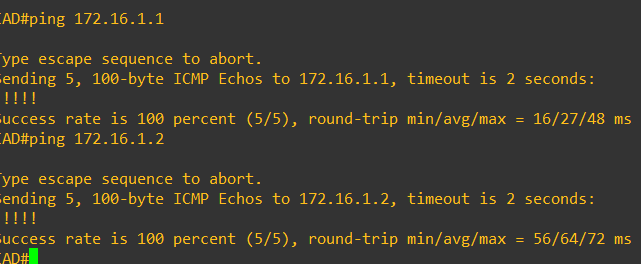 IAD#ping 172.16.1.1
Type escape sequence to abort.
Sending 5, 100-byte ICMP Echos to 172.16.1.1, timeout is 2 seconds:
!!!!!
Success rate is 100 percent (5/5), round-trip min/avg/max = 16/27/48 ms
IAD#ping 172.16.1.2
Type escape sequence to abort.
Sending 5, 100-byte ICMP Echos to 172.16.1.2, timeout is 2 seconds:
!!!!!
Success rate is 100 percent (5/5), round-trip min/avg/max = 56/64/72 ms
IAD#